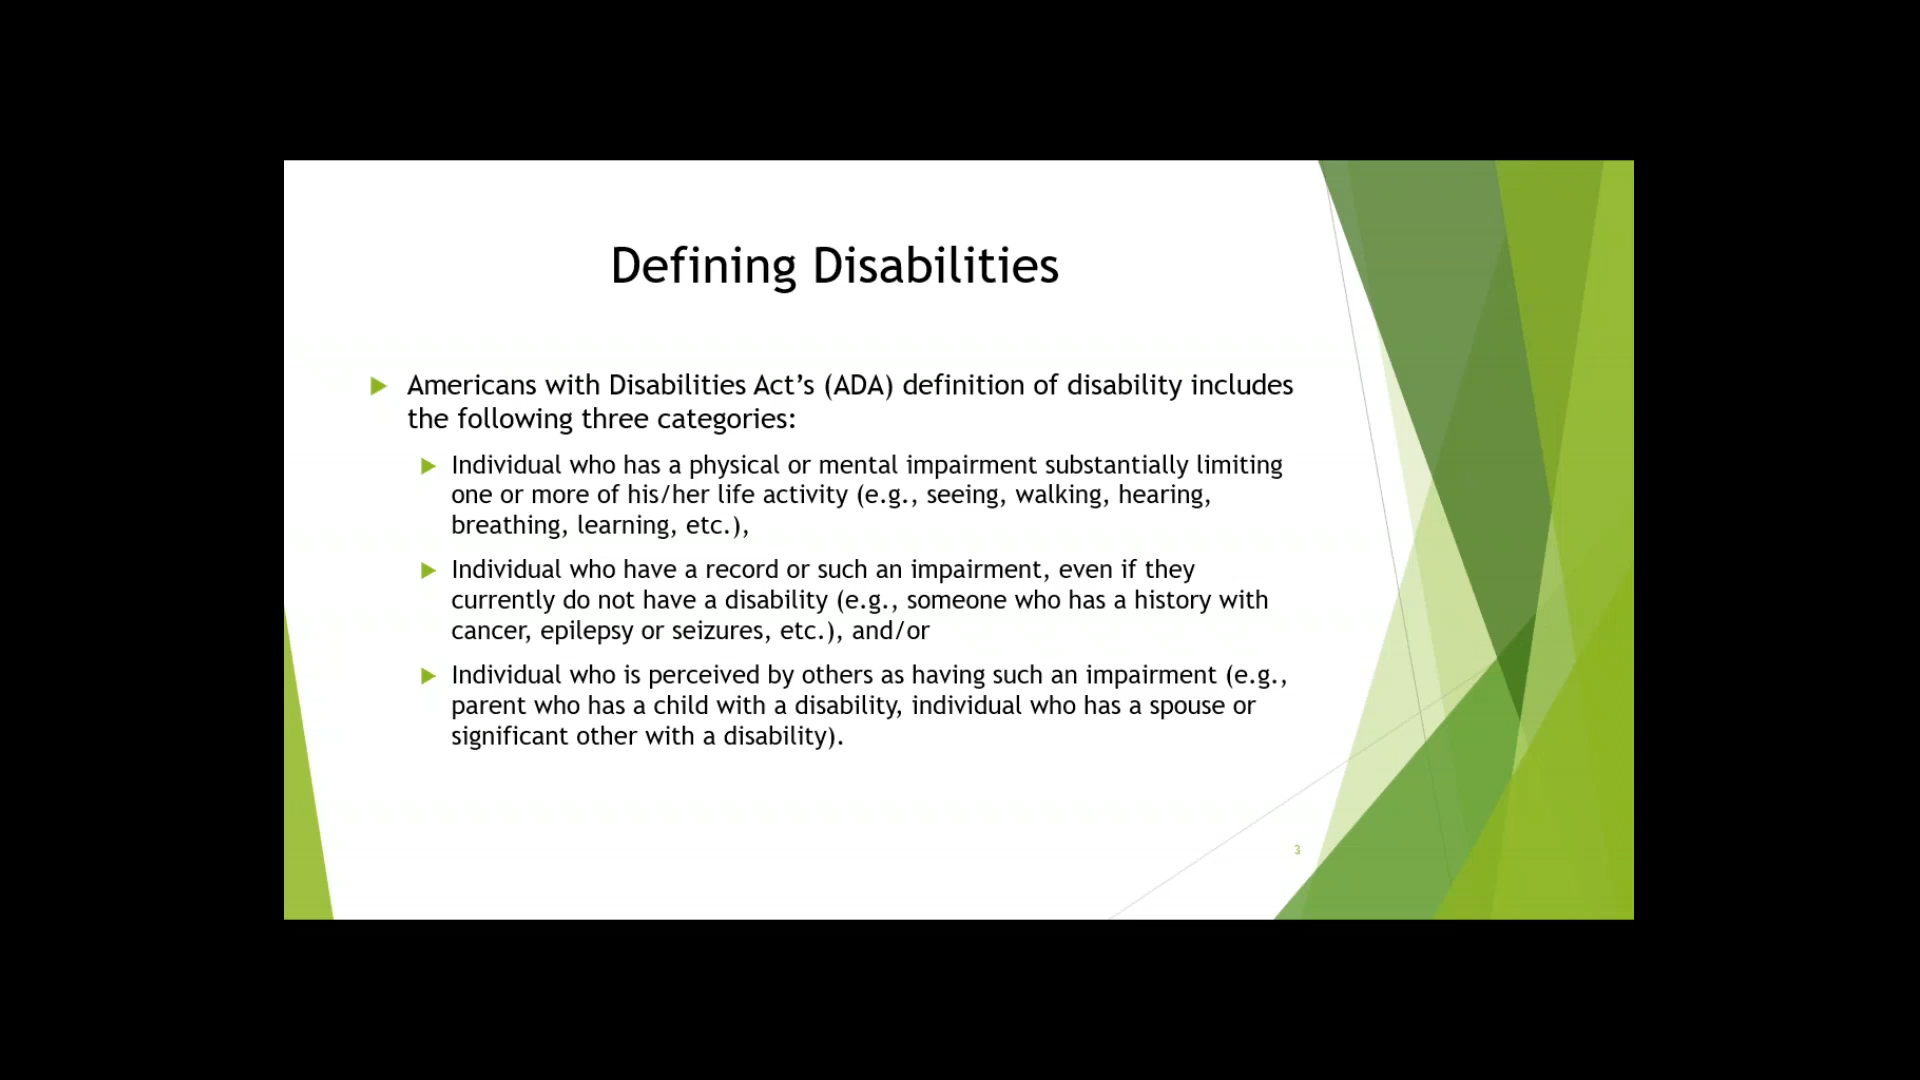 Defining Disabilities
Americans with Disabilities Act’s (ADA) definition of disability includes
the following three categories:
Individual who has a physical or mental impairment substantially limiting
one or more of his/her life activity (e.g., seeing, walking, hearing,
breathing, learning, etc.),
Individual who have a record or such an impairment, even if they
currently do not have a disability (e.g., someone who has a history with
cancer, epilepsy or seizures, etc.), and/or
Individual who is perceived by others as having such an impairment (e.g.,
parent who has a child with a disability, individual who has a spouse or
significant other with a disability).
3